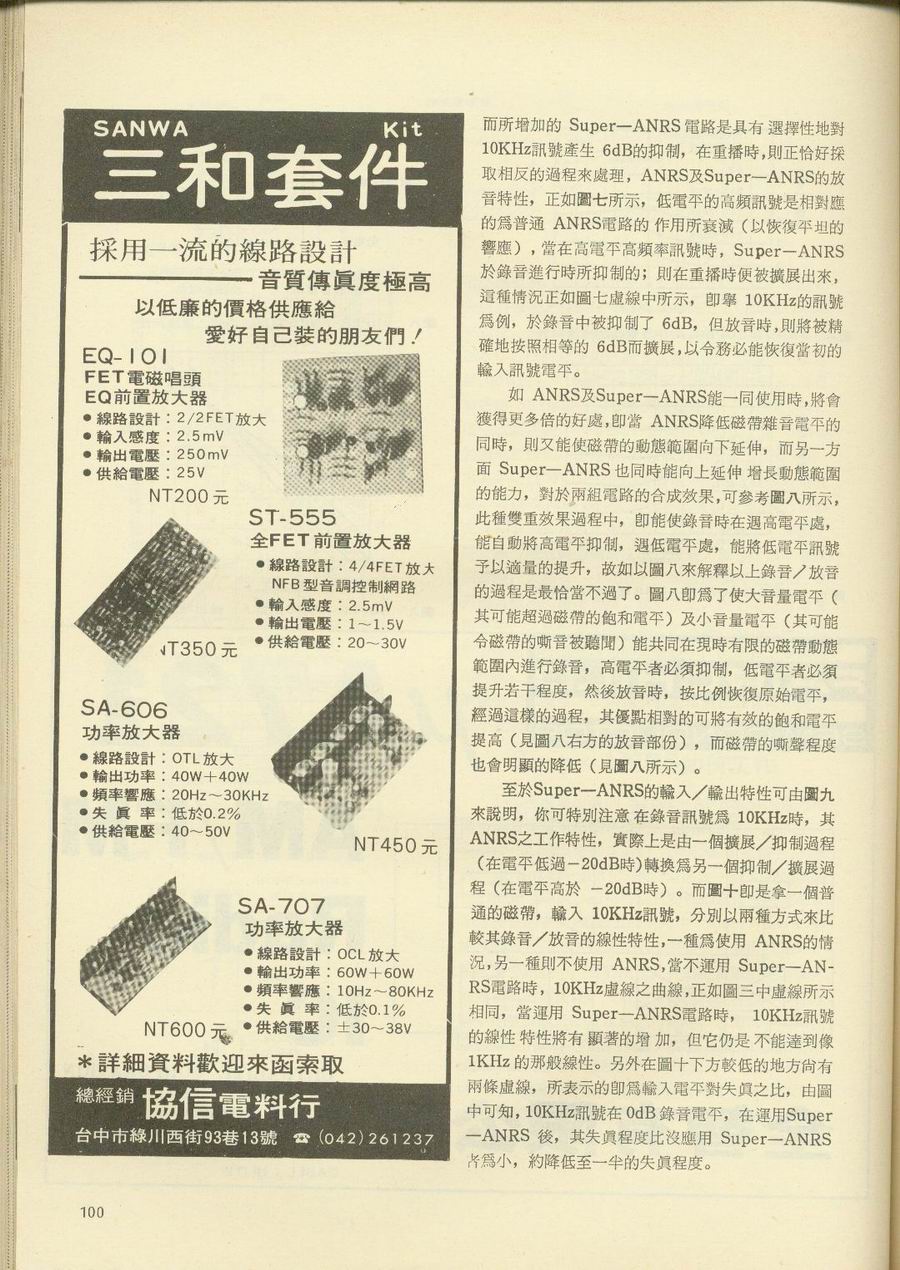 SANWA Kit
三和套件
採用一流的線路設計
音質傳眞度極高
以低廉的價格供應給
愛好自己裝的朋友們！
EQ-101
FET電磁唱頭
EQ前置放大器
●線路設計：2/2FET放大
●輸入感度：2.5mV
●輸出電壓：250mV
●供給電壓：25V
NT200元
ST-555
全FET前置放大器
●線路設計：4/4FET放大
NFB型音調控制網路
●輸入感度：2.5mV
●輸出電壓：1～1.5V
●供給電壓：20～30V
NT350元
SA-606
功率放大器
●線路設計：OTL放大
●輸出功率：40W＋40W
●頻率響應：20Hz～30KHz
●失 眞 率：低於0.2%
●供給電壓：40～50V
NT450元
SA-707
功率放大器
●線路設計：OCL放大
●輸出功率：60W＋60W
●頻率響應：10Hz～80KHz
●失 眞 率：低於0.1%
●供給電壓：±30～38V
NT600元
＊詳細資料歡迎來函索取
總經銷 協信電料行
台中市綠川西街93巷13號 ☎(042)261237
而所增加的 Super—ANRS電路是具有選擇性地對
10KHz訊號產生 6dB的抑制，在重播時,則正恰好採
取相反的過程來處理，ANRS及Super—ANRS的放
音特性，正如圖七所示，低電平的高頻訊號是相對應
的爲普通 ANRS電路的 作用所衰減（以恢復平坦的
響應），當在高電平高頻率訊號時，Super—ANRS
於錄音進行時所抑制的；則在重播時便被擴展出來，
這種情況正如圖七虛線中所示，卽舉 10KHz的訊號
爲例，於錄音中被抑制了 6dB，但放音時,則將被精
確地按照相等的 6dB而擴展,以令務必能恢復當初的
輸入訊號電平。
如 ANRS及Super—ANRS能一同使用時,將會
獲得更多倍的好處,卽當 ANRS降低磁帶雜音電平的
同時，則又能使磁帶的動態範圍向下延伸，而另一方
面 Super—ANRS也同時能向上延伸 增長動態範圍
的能力，對於兩組電路的合成效果,可參考圖八所示，
此種雙重效果過程中，卽能使錄音時在遇高電平處，
能自動將高電平抑制，遇低電平處，能將低電平訊號
予以適量的提升，故如以圖八來解釋以上錄音／放音
的過程是最恰當不過了。圖八卽爲了使大音量電平（
其可能超過磁帶的飽和電平）及小音量電平（其可能
令磁帶的嘶音被聽聞）能共同在現時有限的磁帶動態
範圍內進行錄音，高電平者必須抑制，低電平者必須
提升若干程度，然後放音時，按比例恢復原始電平，
經過這樣的過程，其優點相對的可將有效的飽和電平
提高（見圖八右方的放音部份），而磁帶的嘶聲程度
也會明顯的降低（見圖八所示）。
至於Super—ANRS的輸入／輸出特性可由圖九
來說明，你可特別注意在錄音訊號爲 10KHz時，其
ANRS之工作特性，實際上是由一個擴展／抑制過程
（在電平低過－20dB時)轉換爲另一個抑制／擴展過
程（在電平高於 －20dB時）。而圖十卽是拿一個普
通的磁帶，輸入 10KHz訊號，分別以兩種方式來比
較其錄音／放音的線性特性,一種爲使用 ANRS的情
況,另一種則不使用 ANRS,當不運用 Super—AN-
RS電路時，10KHz虛線之曲線,正如圖三中虛線所示
相同，當運用 Super—ANRS電路時， 10KHz訊號
的線性 特性將有 顯著的增 加，但它仍是 不能達到像
1KHz 的那般線性。另外在圖十下方較低的地方尙有
兩條虛線，所表示的卽爲輸入電平對失眞之比，由圖
中可知,10KHz訊號在 0dB 錄音電平，在運用Super
—ANRS 後，其失眞程度比沒應用 Super—ANRS
者爲小，約降低至一半的失眞程度。
100